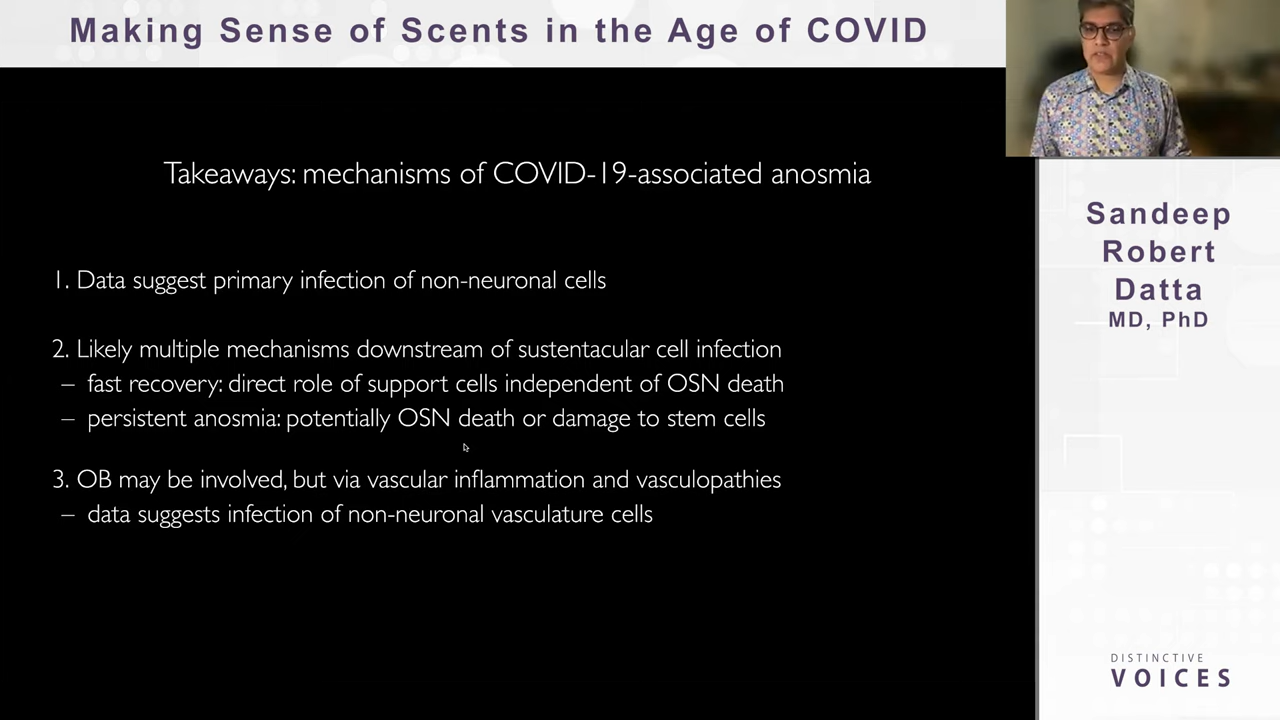 Making Sense of Scents in the Age of COVID
Takeaways: mechanisms of COVID-19-associated anosmia
1. Data suggest primary infection of non-neuronal cells
2. Likely multiple mechanisms downstream of sustentacular cell infection
– fast recovery: direct role of support cells independent of OSN death
– persistent anosmia: potentially OSN death or damage to stem cells
3. OB may be involved, but via vascular inflammation and vasculopathies
– data suggests infection of non-neuronal vasculature cells
Sandeep
Robert
Datta
MD, PhD
DISTINCTIVE
VOICES